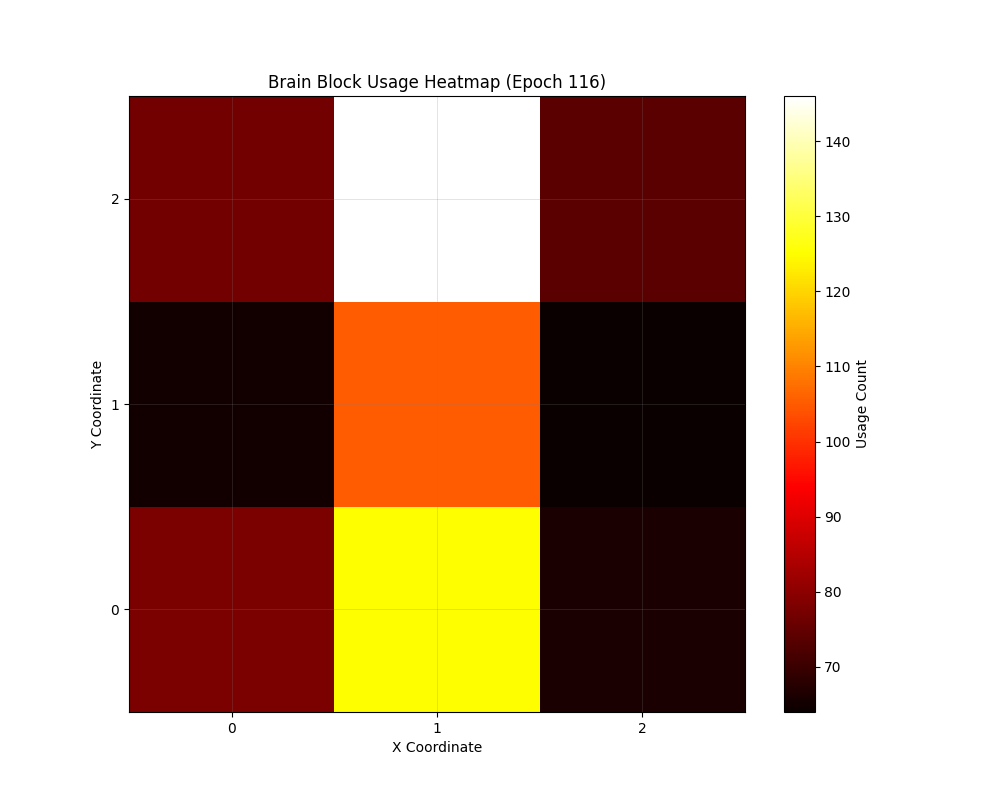 Brain Block Usage Heatmap (Epoch 116)
2
1
0
Y Coordinate
0 1 2
X Coordinate
140
130
120
110
100
90
80
70
Usage Count